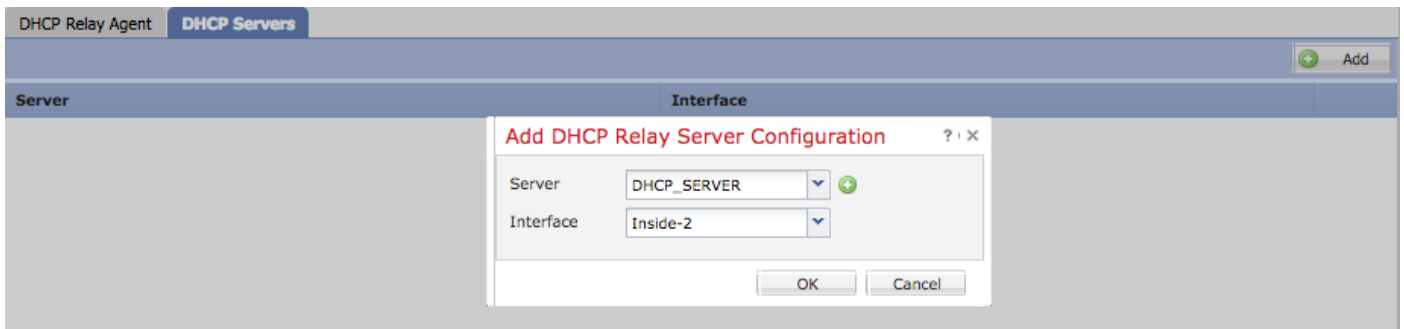 DHCP Relay Agent DHCP Servers
Add
Server Interface
Add DHCP Relay Server Configuration ?
Server DHCP_SERVER
Interface Inside-2
OK Cancel